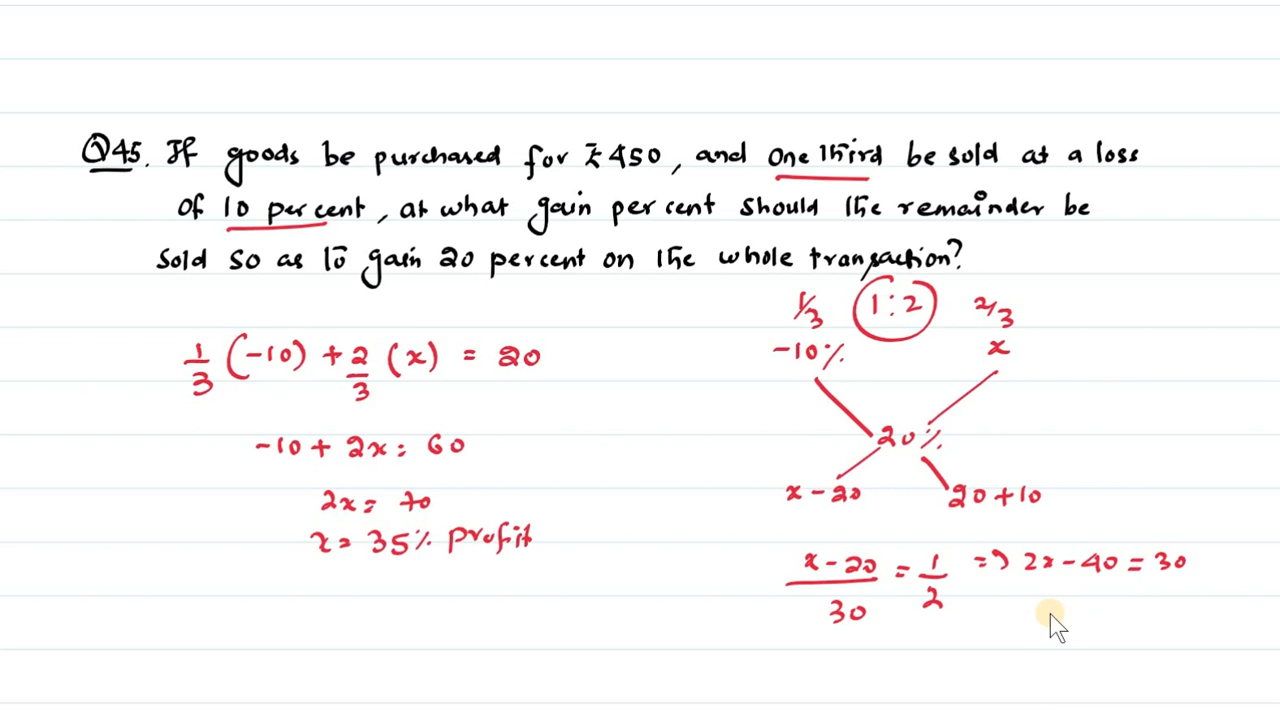 Q45. If goods be purchased for ₹450, and one third be sold at a loss
of 10 percent, at what gain percent should the remainder be
sold so as to gain 20 percent on the whole transaction?
1/3 (-10) + 2/3 (x) = 20
-10 + 2x = 60
2x = 70
x = 35% profit
1/3 1:2 2/3
-10% x
20%
x-20 20+10
x-20/30 = 1/2 => 2x-40=30